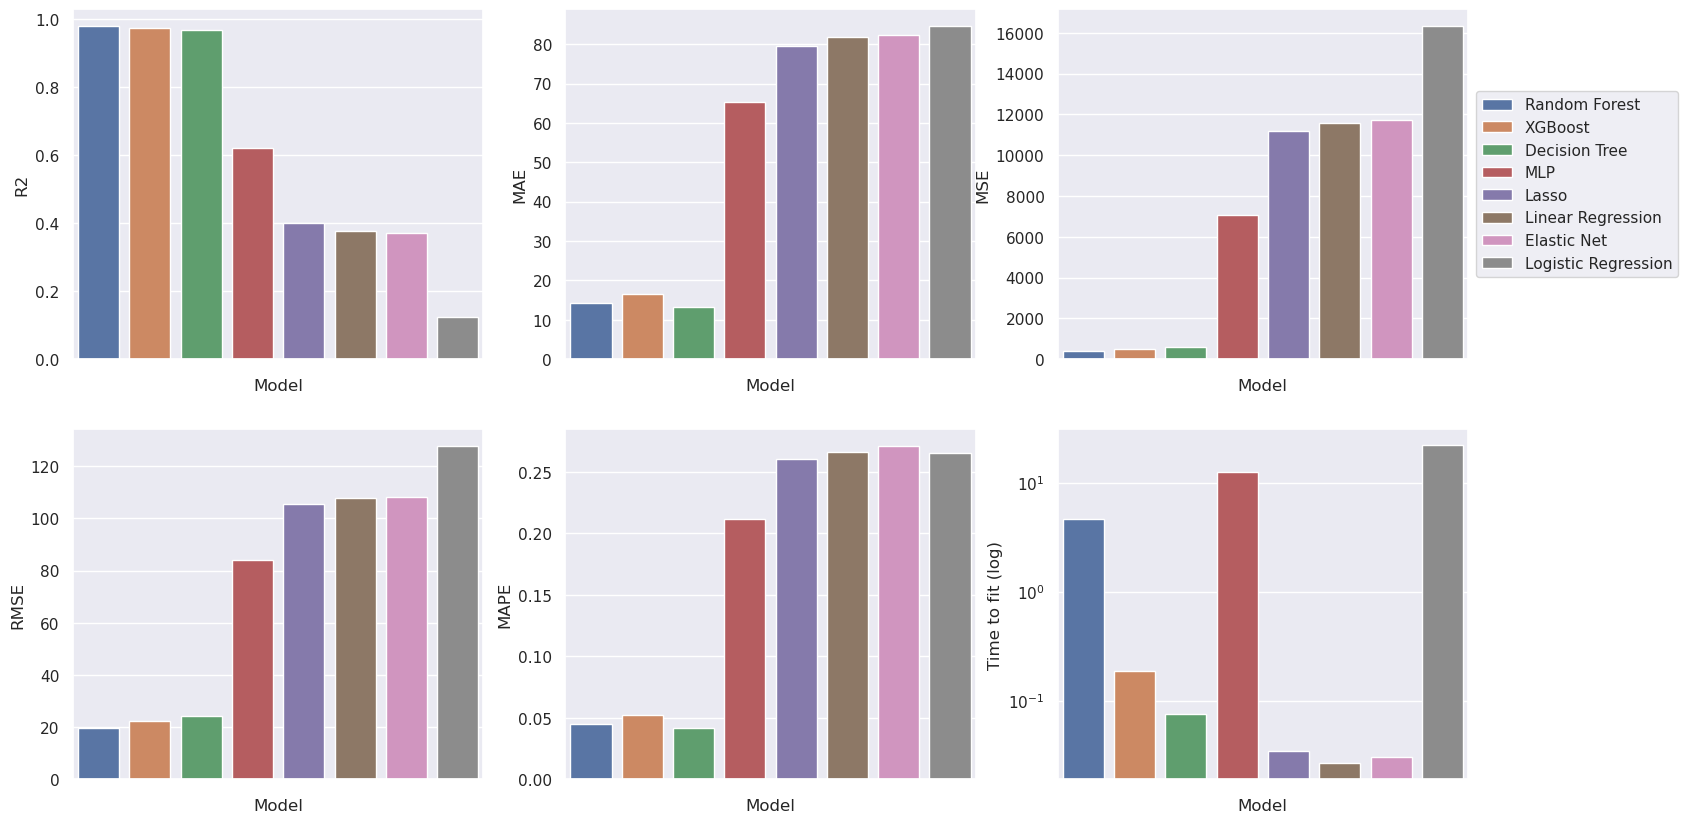 R2
1.0
0.8
0.6
0.4
0.2
0.0
Model
MAE
80
70
60
50
40
30
20
10
0
Model
MSE
16000
14000
12000
10000
8000
6000
4000
2000
0
Model
Random Forest
XGBoost
Decision Tree
MLP
Lasso
Linear Regression
Elastic Net
Logistic Regression
RMSE
120
100
80
60
40
20
0
Model
MAPE
0.25
0.20
0.15
0.10
0.05
0.00
Model
Time to fit (log)
10¹
10⁰
10⁻¹
Model